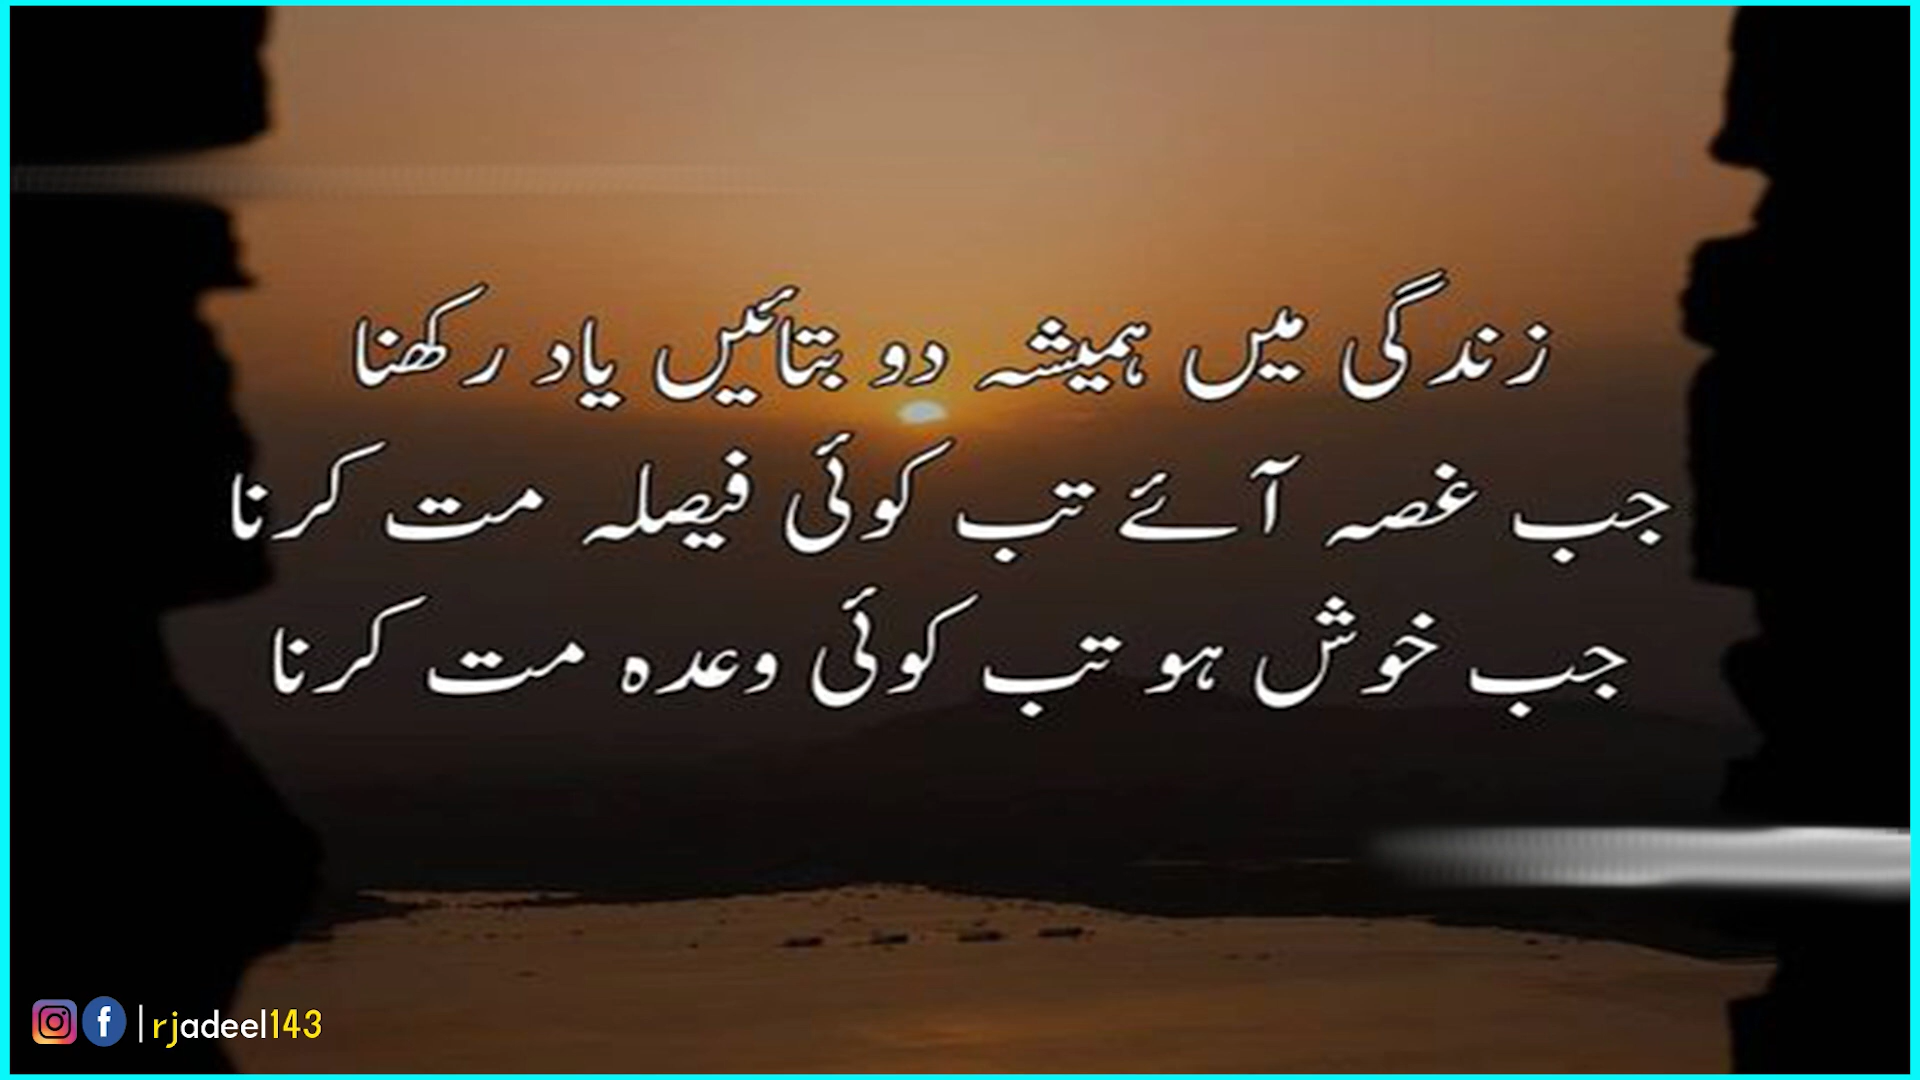 زندگی میں ہمیشہ دو بتائیں یاد رکھنا
جب غصہ آئے تب کوئی فیصلہ مت کرنا
جب خوش ہو تب کوئی وعدہ مت کرنا
|rjadeel143